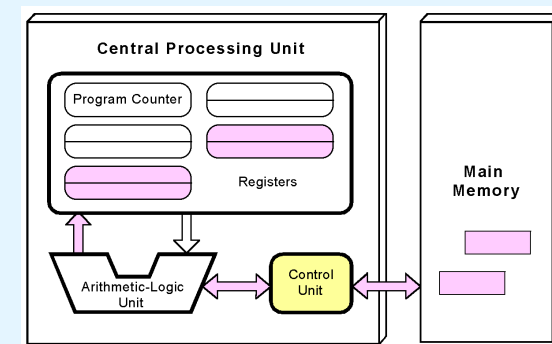 Central Processing Unit
Program Counter
Registers
Main
Memory
Arithmetic-Logic
Unit
Control
Unit